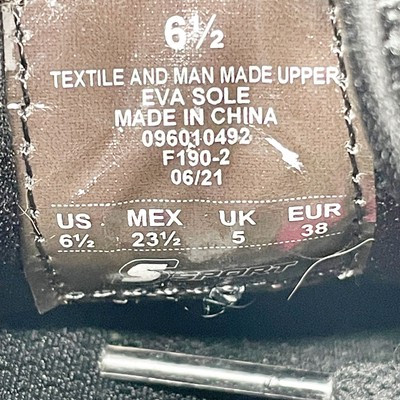 6½
TEXTILE AND MAN MADE UPPER
EVA SOLE
MADE IN CHINA
096010492
F190-2
06/21
US MEX UK EUR
6½ 23½ 5 38
S SPORT